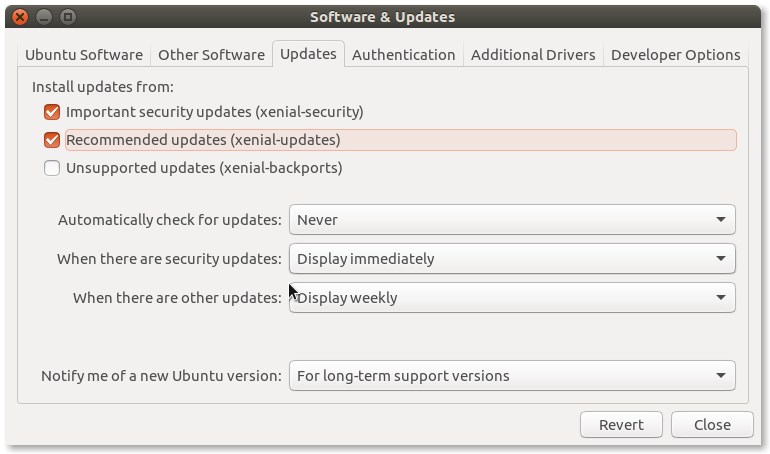 Software & Updates
Ubuntu Software Other Software Updates Authentication Additional Drivers Developer Options
Install updates from:
Important security updates (xenial-security)
Recommended updates (xenial-updates)
Unsupported updates (xenial-backports)
Automatically check for updates: Never
When there are security updates: Display immediately
When there are other updates: Display weekly
Notify me of a new Ubuntu version: For long-term support versions
Revert Close